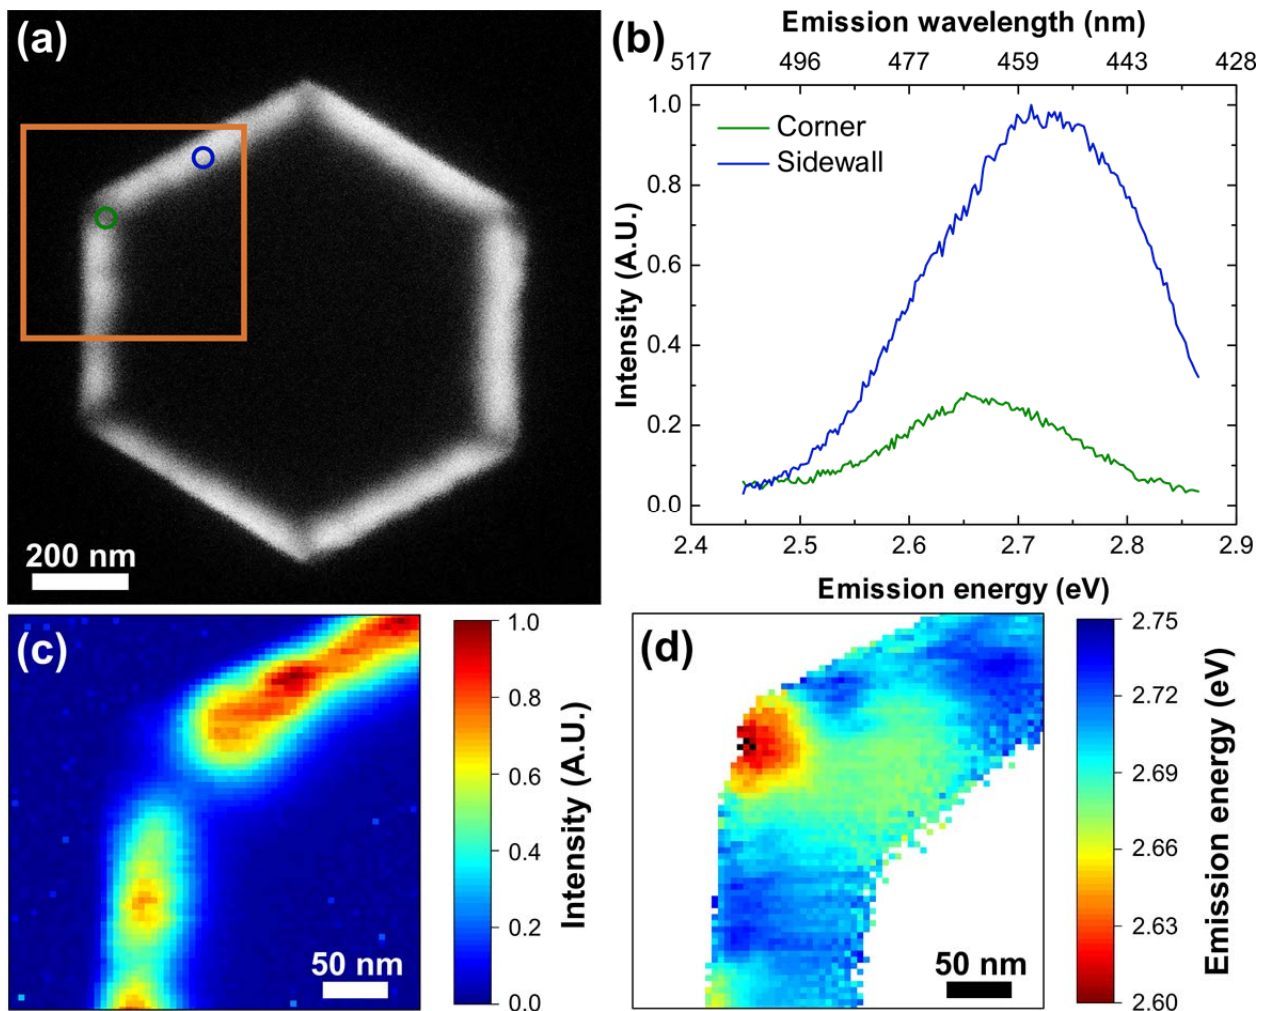 (a)
200 nm
(b)
Emission wavelength (nm)
517 496 477 459 443 428
Corner
Sidewall
Intensity (A.U.)
1.0
0.8
0.6
0.4
0.2
0.0
2.4 2.5 2.6 2.7 2.8 2.9
Emission energy (eV)
(c)
50 nm
1.0
0.8
0.6
0.4
0.2
0.0
Intensity (A.U.)
(d)
50 nm
2.75
2.72
2.69
2.66
2.63
2.60
Emission energy (eV)